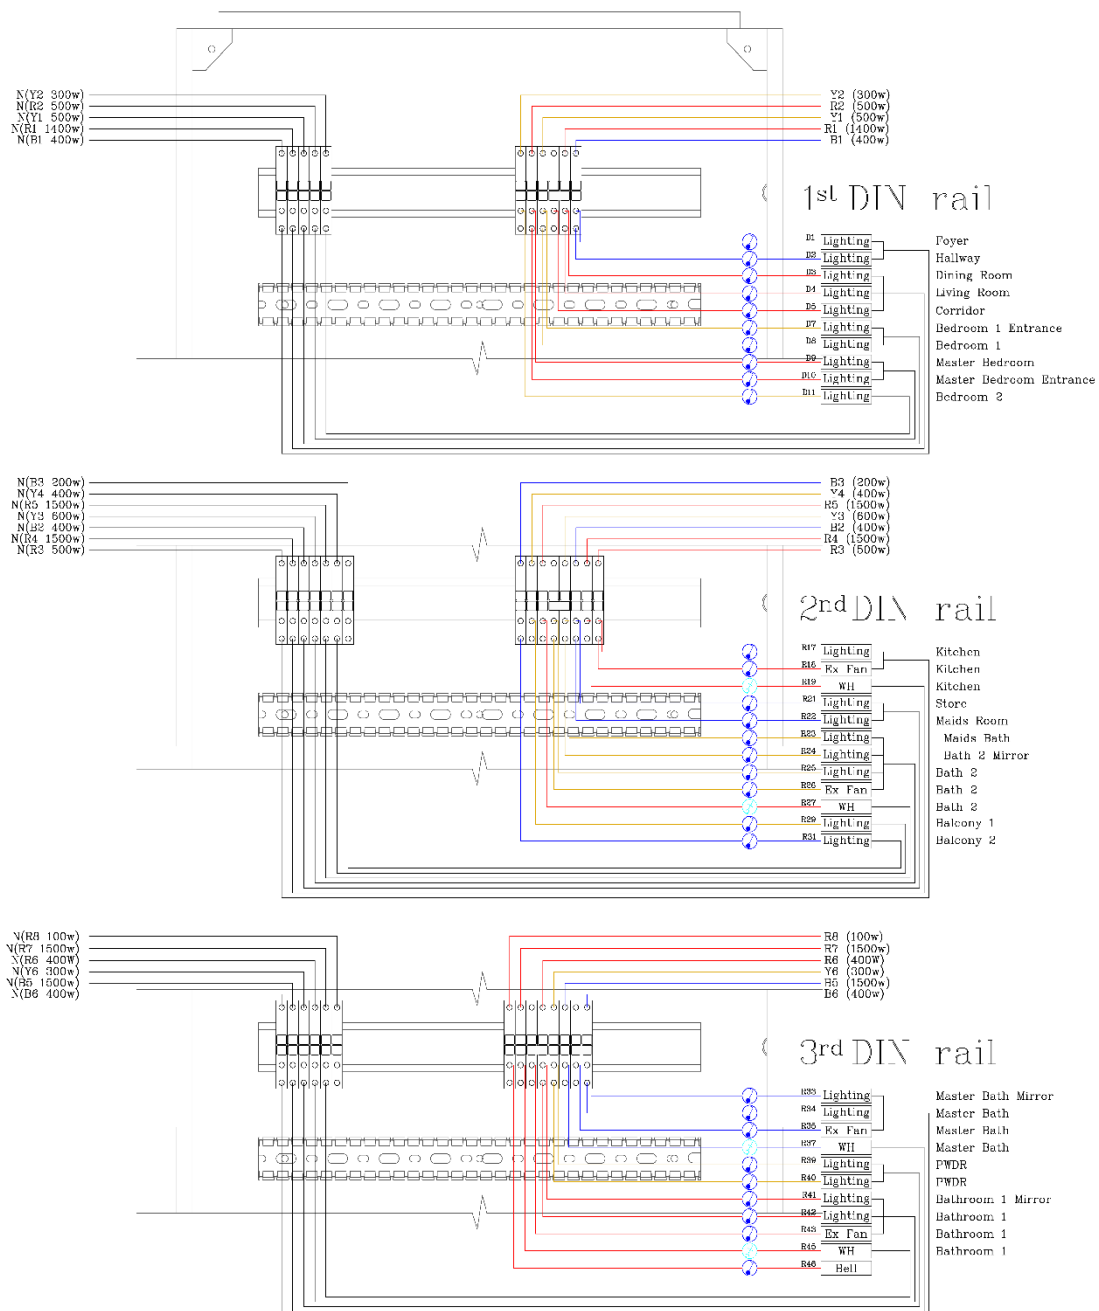 N(Y2 300w) Y2 (300w)
N(R2 500w) R2 (500w)
N(Y1 500w) Y1 (500w)
N(R1 1400w) R1 (1400w)
N(B1 400w) B1 (400w)
1st DIN rail
D1 Lighting Foyer
D2 Lighting Hallway
D3 Lighting Dining Room
D4 Lighting Living Room
D5 Lighting Corridor
D7 Lighting Bedroom 1 Entrance
D8 Lighting Bedroom 1
D9 Lighting Master Bedroom
D10 Lighting Master Bedroom Entrance
D11 Lighting Bedroom 2
N(B3 200w) B3 (200w)
N(Y4 400w) Y4 (400w)
N(R5 1500w) R5 (1500w)
N(Y3 600w) Y3 (600w)
N(B2 400w) B2 (400w)
N(R4 1500w) R4 (1500w)
N(R3 500w) R3 (500w)
2nd DIN rail
R17 Lighting Kitchen
R18 Ex Fan Kitchen
R19 WH Kitchen
R21 Lighting Store
R22 Lighting Maids Room
R23 Lighting Maids Bath
R24 Lighting Bath 2 Mirror
R25 Lighting Bath 2
R26 Ex Fan Bath 2
R27 WH Bath 2
R29 Lighting Balcony 1
R31 Lighting Balcony 2
N(R8 100w) R8 (100w)
N(R7 1500w) R7 (1500w)
N(R6 400W) R6 (400W)
N(Y6 300w) Y6 (300w)
N(B5 1500w) B5 (1500w)
N(B6 400w) B6 (400w)
3rd DIN rail
R33 Lighting Master Bath Mirror
R34 Lighting Master Bath
R35 Ex Fan Master Bath
R37 WH Master Bath
R39 Lighting PWDR
R40 Lighting PWDR
R41 Lighting Bathroom 1 Mirror
R42 Lighting Bathroom 1
R43 Ex Fan Bathroom 1
R45 WH Bathroom 1
R46 Bell